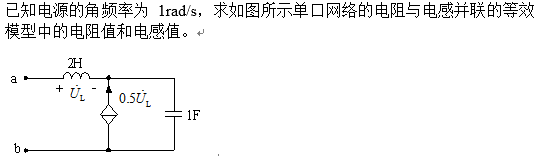 已知电源的角频率为 1rad/s，求如图所示单口网络的电阻与电感并联的等效
模型中的电阻值和电感值。
2H
a
+ U̇L -
0.5U̇L
1F
b